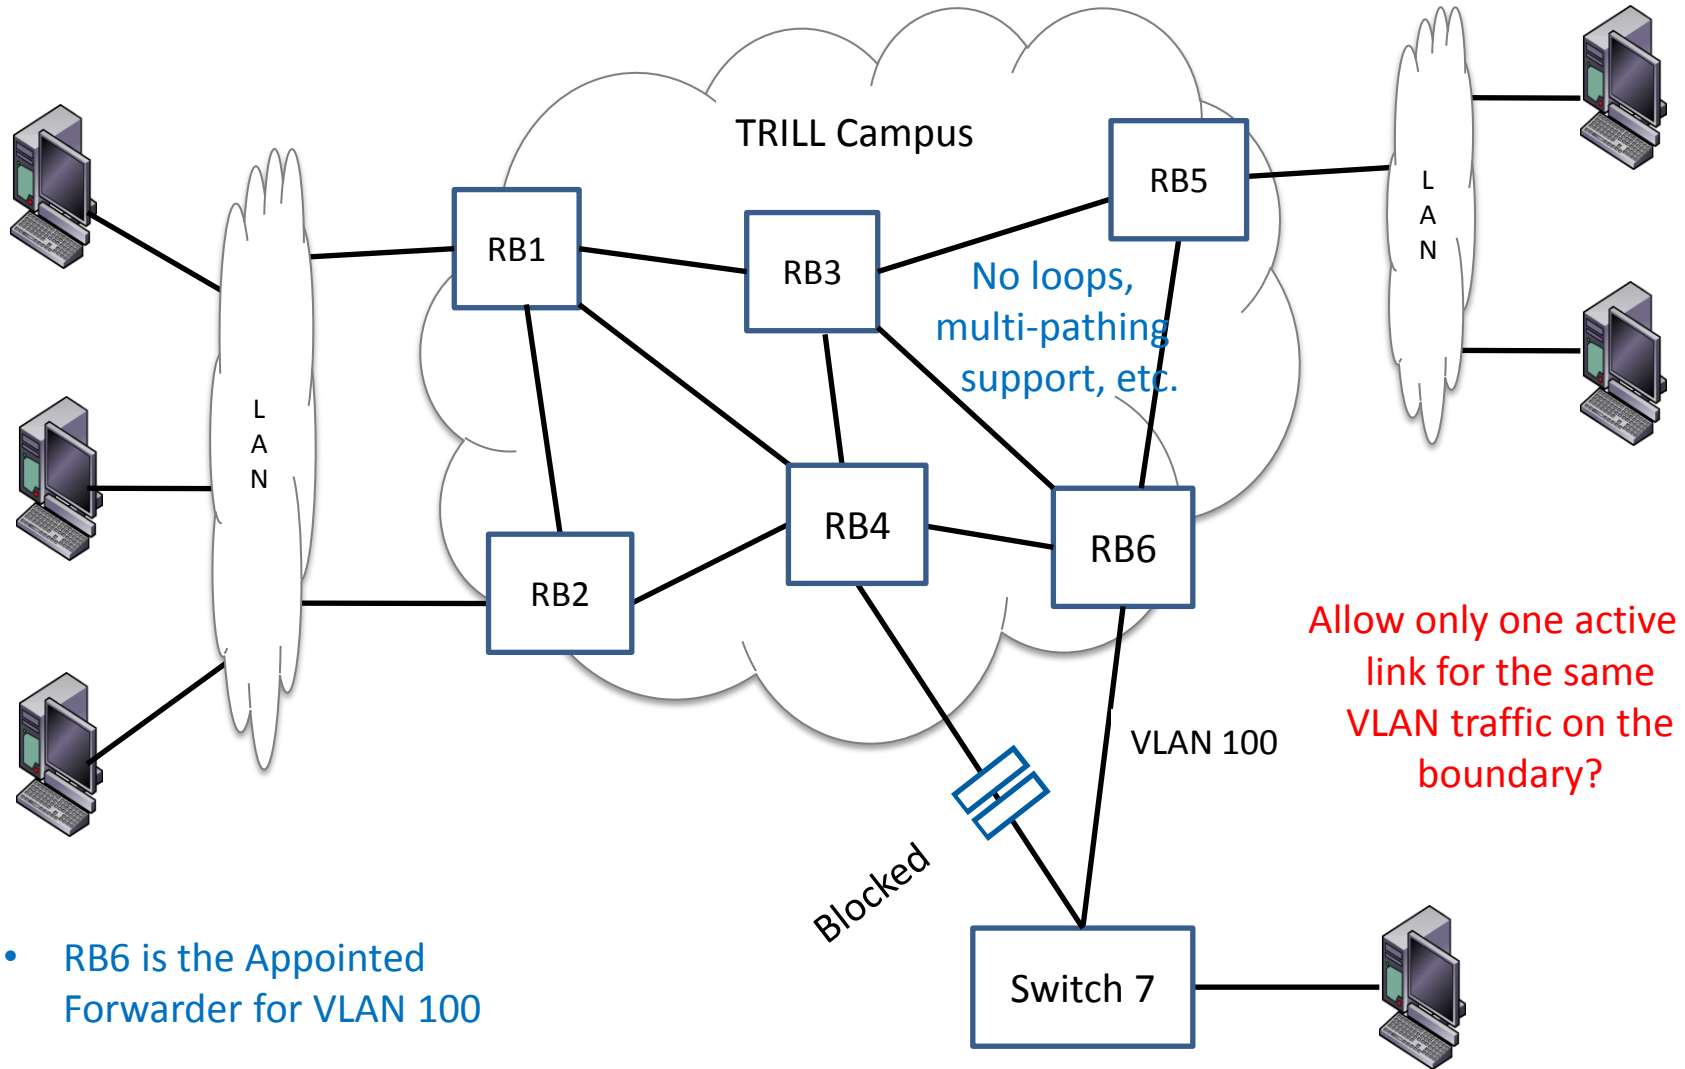 TRILL Campus
RB5
L
A
N
RB1
RB3
No loops,
multi-pathing
support, etc.
L
A
N
RB4
RB6
RB2
Allow only one active
link for the same
VLAN traffic on the
boundary?
VLAN 100
Blocked
• RB6 is the Appointed
Forwarder for VLAN 100
Switch 7